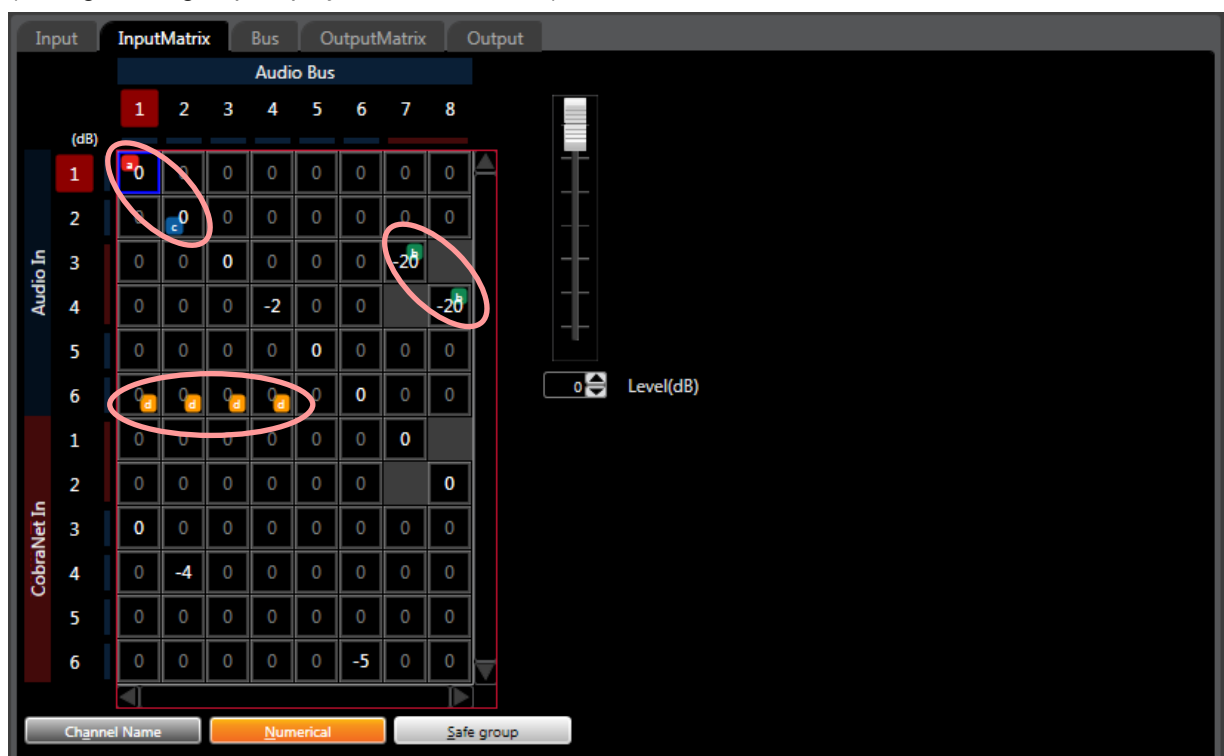 Input InputMatrix Bus OutputMatrix Output
Audio Bus
1 2 3 4 5 6 7 8
(dB)
Audio In
1 a 0 0 0 0 0 0 0 0
2 0 c 0 0 0 0 0 0 0
3 0 0 0 0 0 0 -20 b
4 0 0 0 -2 0 0 -20 b
5 0 0 0 0 0 0 0 0
6 0 d 0 d 0 d 0 d 0 0 0 0
0 Level(dB)
CobraNet In
1 0 0 0 0 0 0 0
2 0 0 0 0 0 0 0
3 0 0 0 0 0 0 0 0
4 0 -4 0 0 0 0 0 0
5 0 0 0 0 0 0 0 0
6 0 0 0 0 0 -5 0 0
Channel Name Numerical Safe group